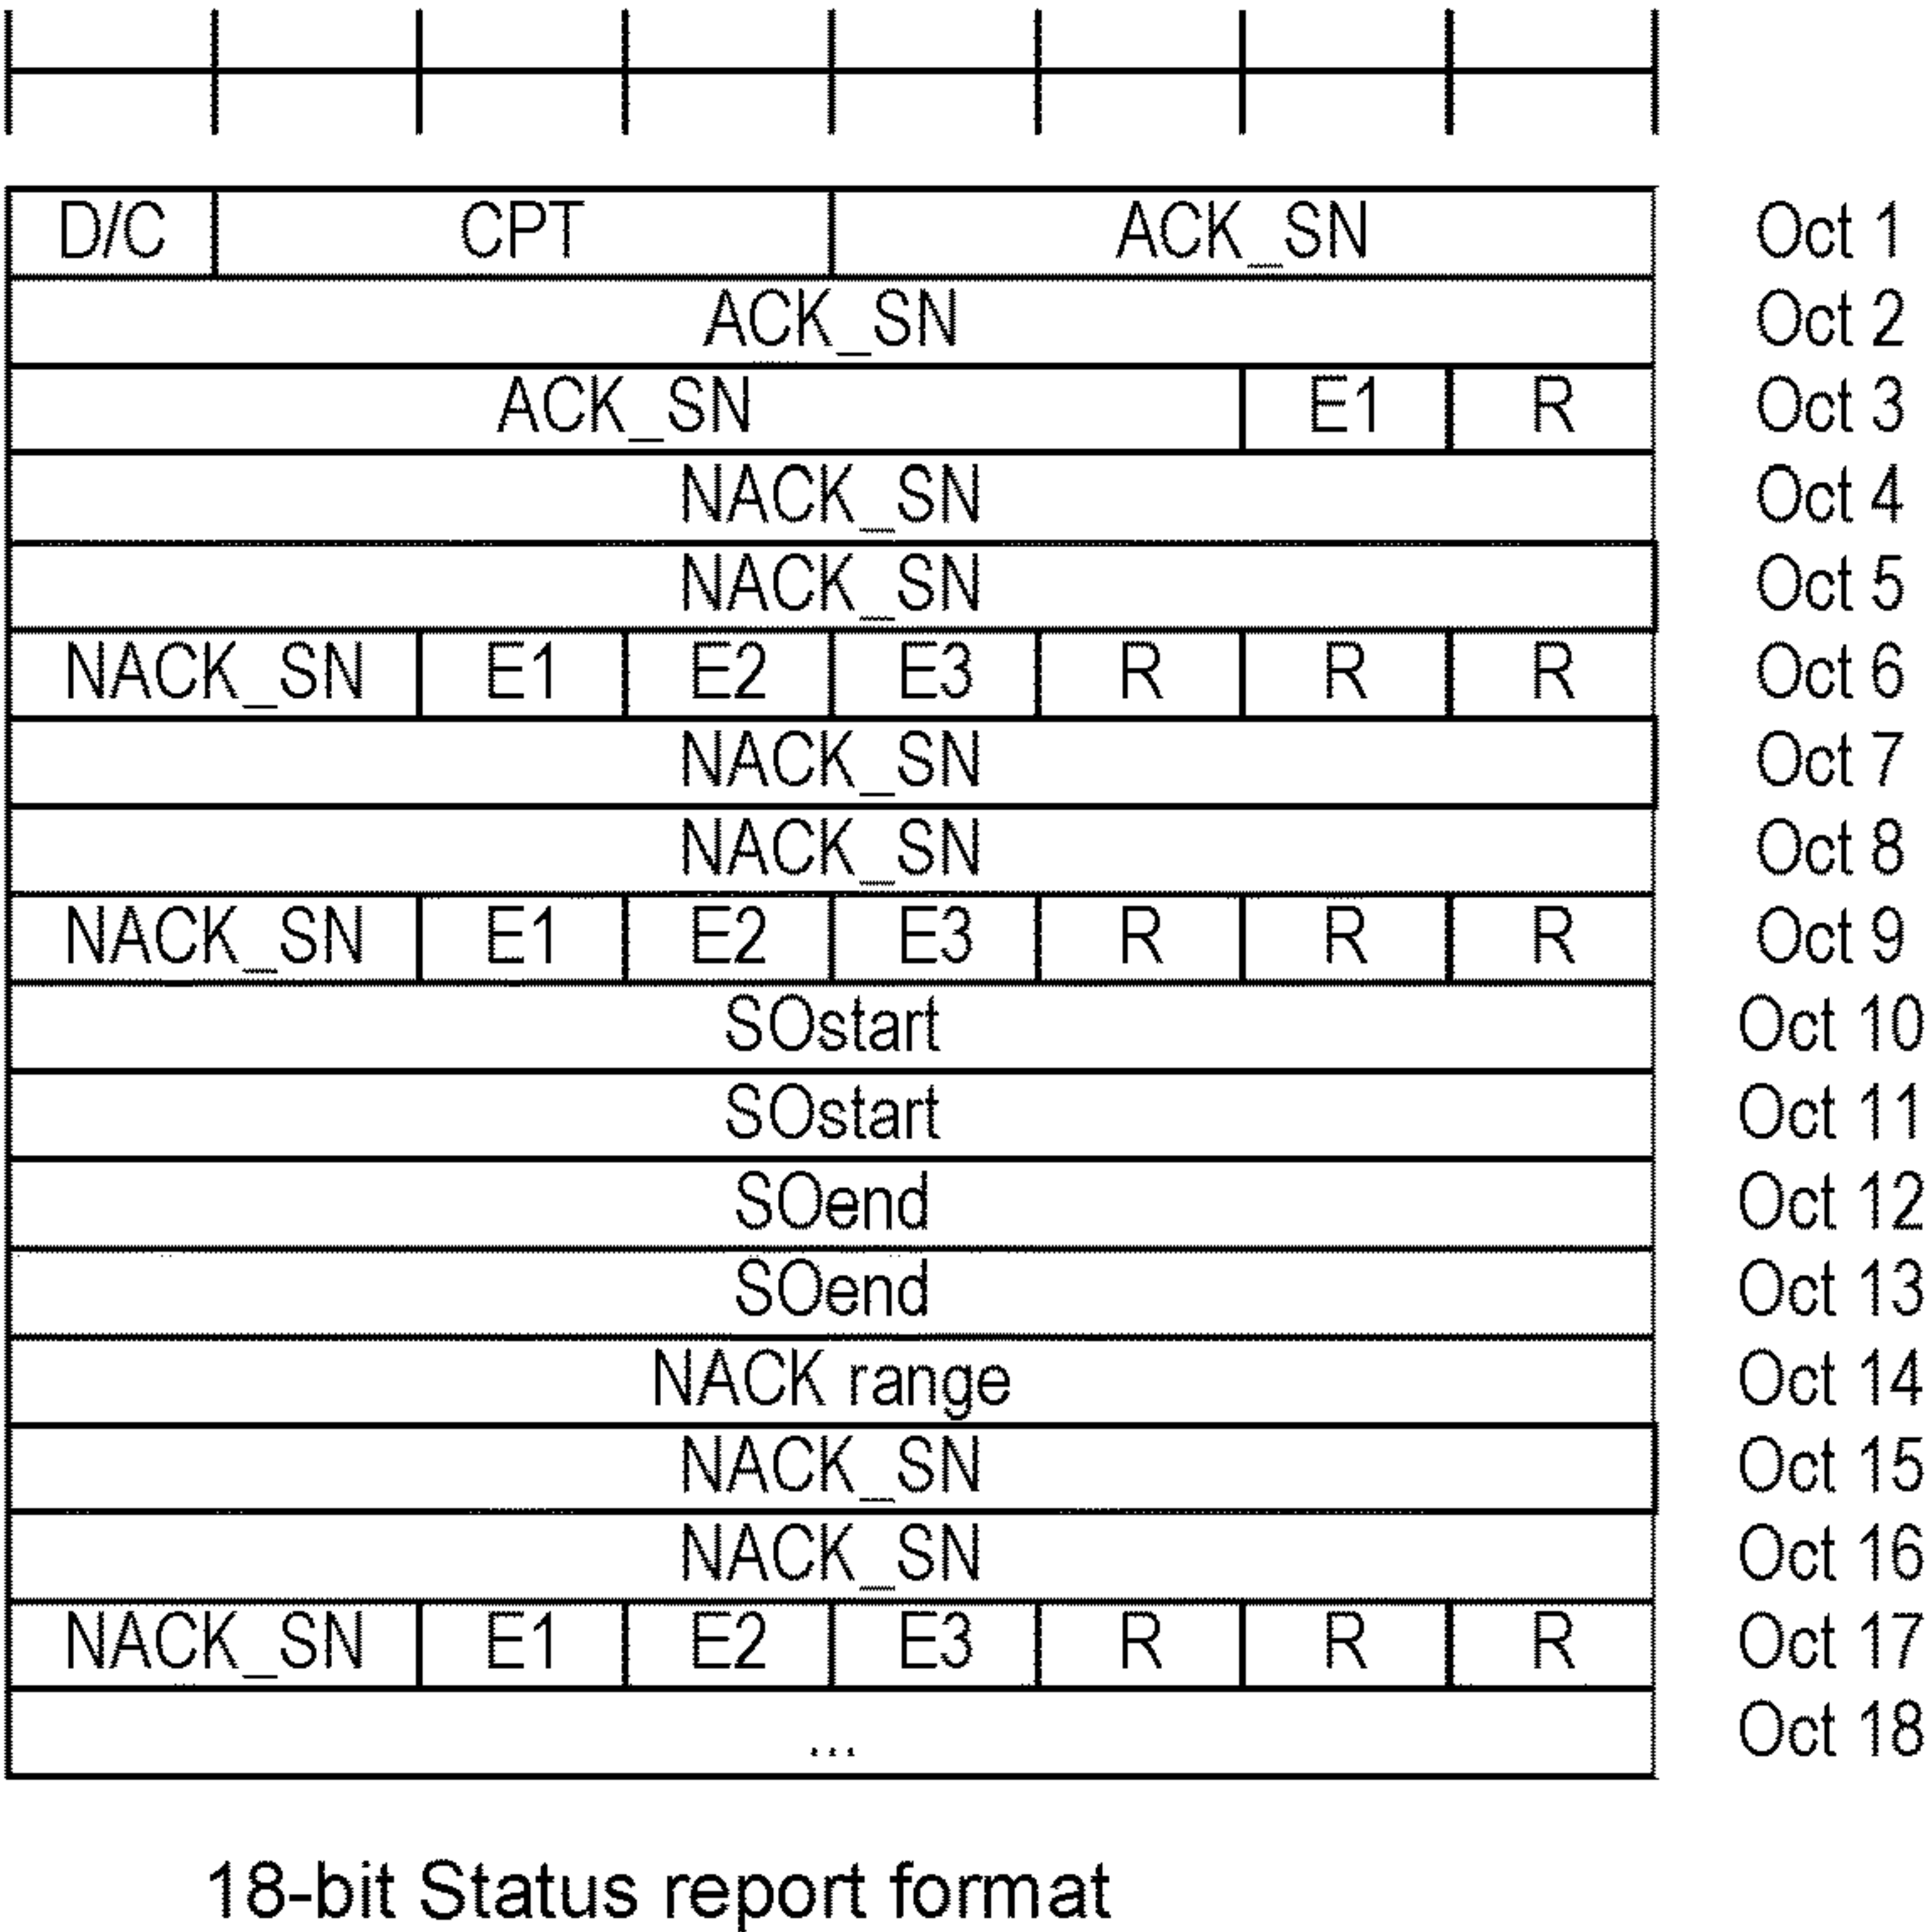 D/C CPT ACK_SN Oct 1
ACK_SN Oct 2
ACK_SN E1 R Oct 3
NACK_SN Oct 4
NACK_SN Oct 5
NACK_SN E1 E2 E3 R R R Oct 6
NACK_SN Oct 7
NACK_SN Oct 8
NACK_SN E1 E2 E3 R R R Oct 9
SOstart Oct 10
SOstart Oct 11
SOend Oct 12
SOend Oct 13
NACK range Oct 14
NACK_SN Oct 15
NACK_SN Oct 16
NACK_SN E1 E2 E3 R R R Oct 17
... Oct 18
18-bit Status report format